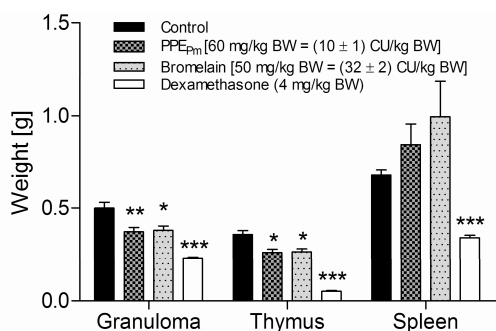 Control
PPEPm [60 mg/kg BW = (10 ± 1) CU/kg BW]
Bromelain [50 mg/kg BW = (32 ± 2) CU/kg BW]
Dexamethasone (4 mg/kg BW)
Weight [g]
1.5
1.0
0.5
0.0
** * ***
* * ***
***
Granuloma Thymus Spleen